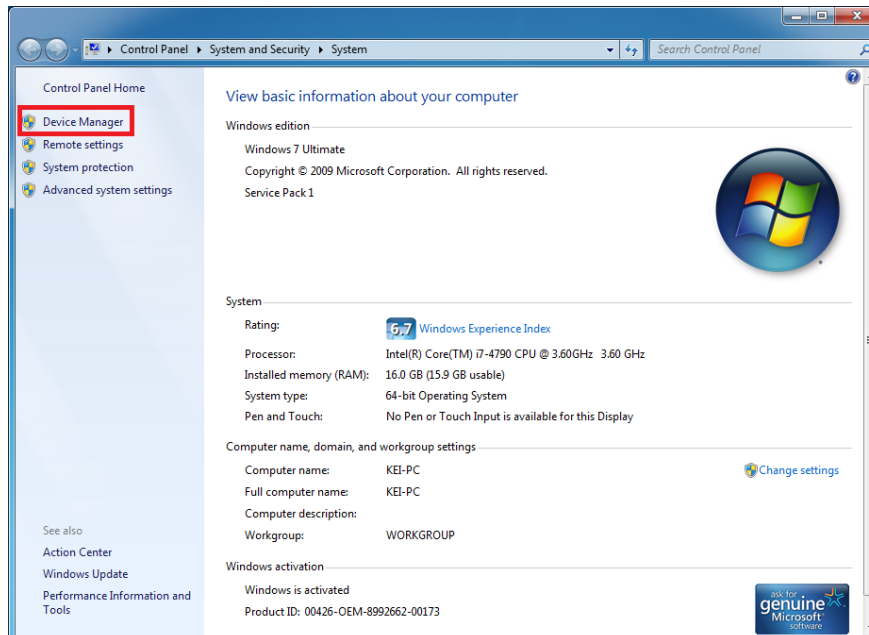 Control Panel ▸ System and Security ▸ System
Search Control Panel
Control Panel Home
Device Manager
Remote settings
System protection
Advanced system settings
See also
Action Center
Windows Update
Performance Information and
Tools
View basic information about your computer
Windows edition
Windows 7 Ultimate
Copyright © 2009 Microsoft Corporation. All rights reserved.
Service Pack 1
System
Rating: 6,7 Windows Experience Index
Processor: Intel(R) Core(TM) i7-4790 CPU @ 3.60GHz 3.60 GHz
Installed memory (RAM): 16.0 GB (15.9 GB usable)
System type: 64-bit Operating System
Pen and Touch: No Pen or Touch Input is available for this Display
Computer name, domain, and workgroup settings
Computer name: KEI-PC Change settings
Full computer name: KEI-PC
Computer description:
Workgroup: WORKGROUP
Windows activation
Windows is activated
Product ID: 00426-OEM-8992662-00173
ask for
genuine
Microsoft
software